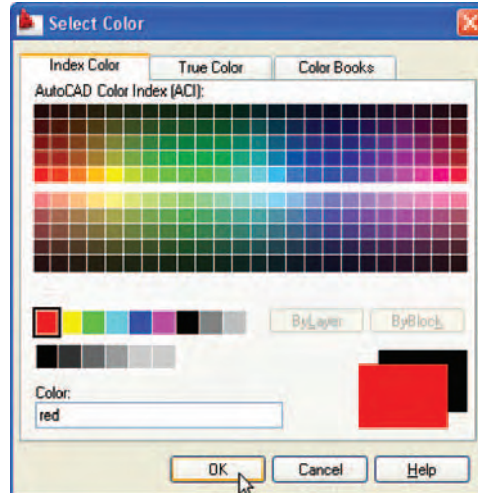 Select Color
Index Color True Color Color Books
AutoCAD Color Index (ACI):
ByLayer ByBlock
Color:
red
OK Cancel Help